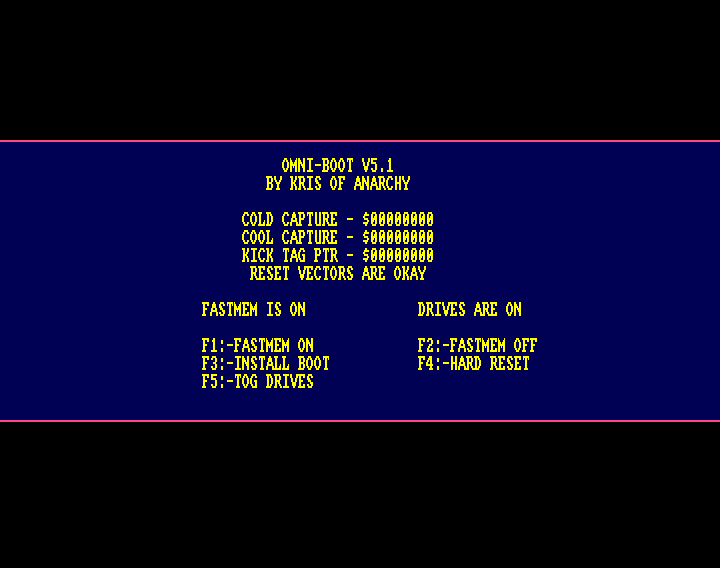 OMNI-BOOT V5.1
BY KRIS OF ANARCHY
COLD CAPTURE - $00000000
COOL CAPTURE - $00000000
KICK TAG PTR - $00000000
RESET VECTORS ARE OKAY
FASTMEM IS ON DRIVES ARE ON
F1:-FASTMEM ON F2:-FASTMEM OFF
F3:-INSTALL BOOT F4:-HARD RESET
F5:-TOG DRIVES